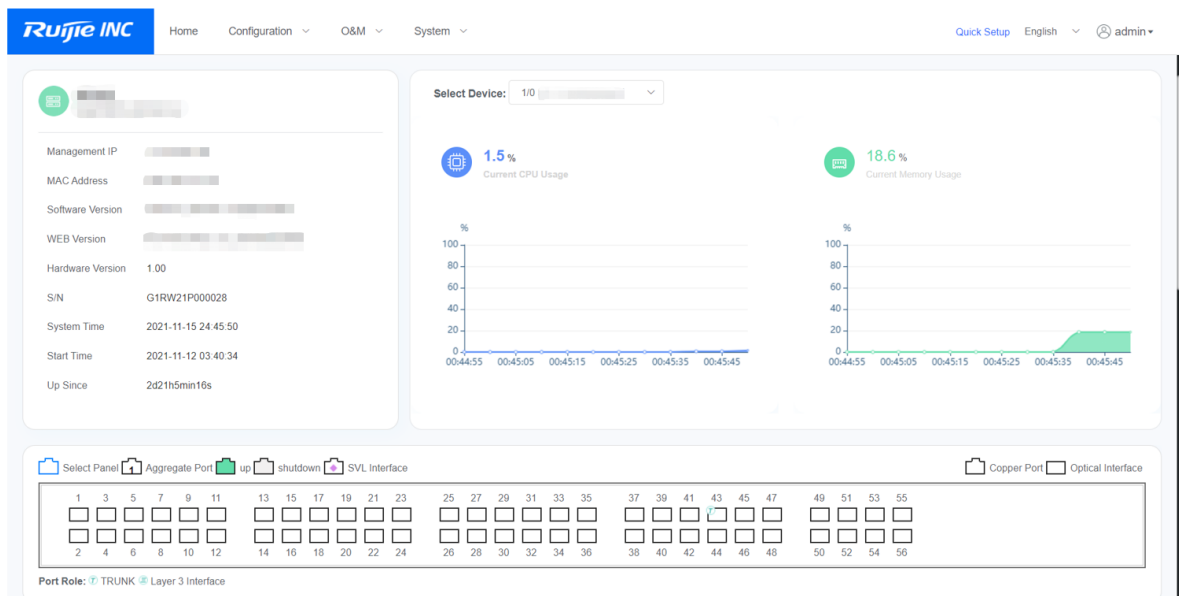 Ruijie INC Home Configuration O&M System Quick Setup English admin
Select Device: 1/0
1.5 %
Current CPU Usage
18.6 %
Current Memory Usage
Management IP
MAC Address
Software Version
WEB Version
Hardware Version 1.00
S/N G1RW21P000028
System Time 2021-11-15 24:45:50
Start Time 2021-11-12 03:40:34
Up Since 2d21h5min16s
%
100
80
60
40
20
0
00:44:55 00:45:05 00:45:15 00:45:25 00:45:35 00:45:45
%
100
80
60
40
20
0
00:44:55 00:45:05 00:45:15 00:45:25 00:45:35 00:45:45
Select Panel 1 Aggregate Port up shutdown SVL Interface Copper Port Optical Interface
1 3 5 7 9 11 13 15 17 19 21 23 25 27 29 31 33 35 37 39 41 43 45 47 49 51 53 55
T
2 4 6 8 10 12 14 16 18 20 22 24 26 28 30 32 34 36 38 40 42 44 46 48 50 52 54 56
Port Role: T TRUNK Layer 3 Interface